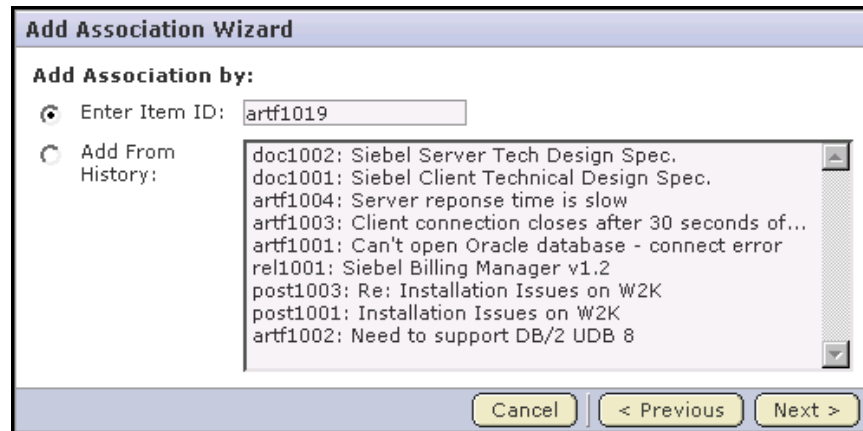 Add Association Wizard
Add Association by:
Enter Item ID: artf1019
Add From
History:
doc1002: Siebel Server Tech Design Spec.
doc1001: Siebel Client Technical Design Spec.
artf1004: Server reponse time is slow
artf1003: Client connection closes after 30 seconds of...
artf1001: Can't open Oracle database - connect error
rel1001: Siebel Billing Manager v1.2
post1003: Re: Installation Issues on W2K
post1001: Installation Issues on W2K
artf1002: Need to support DB/2 UDB 8
Cancel < Previous Next >